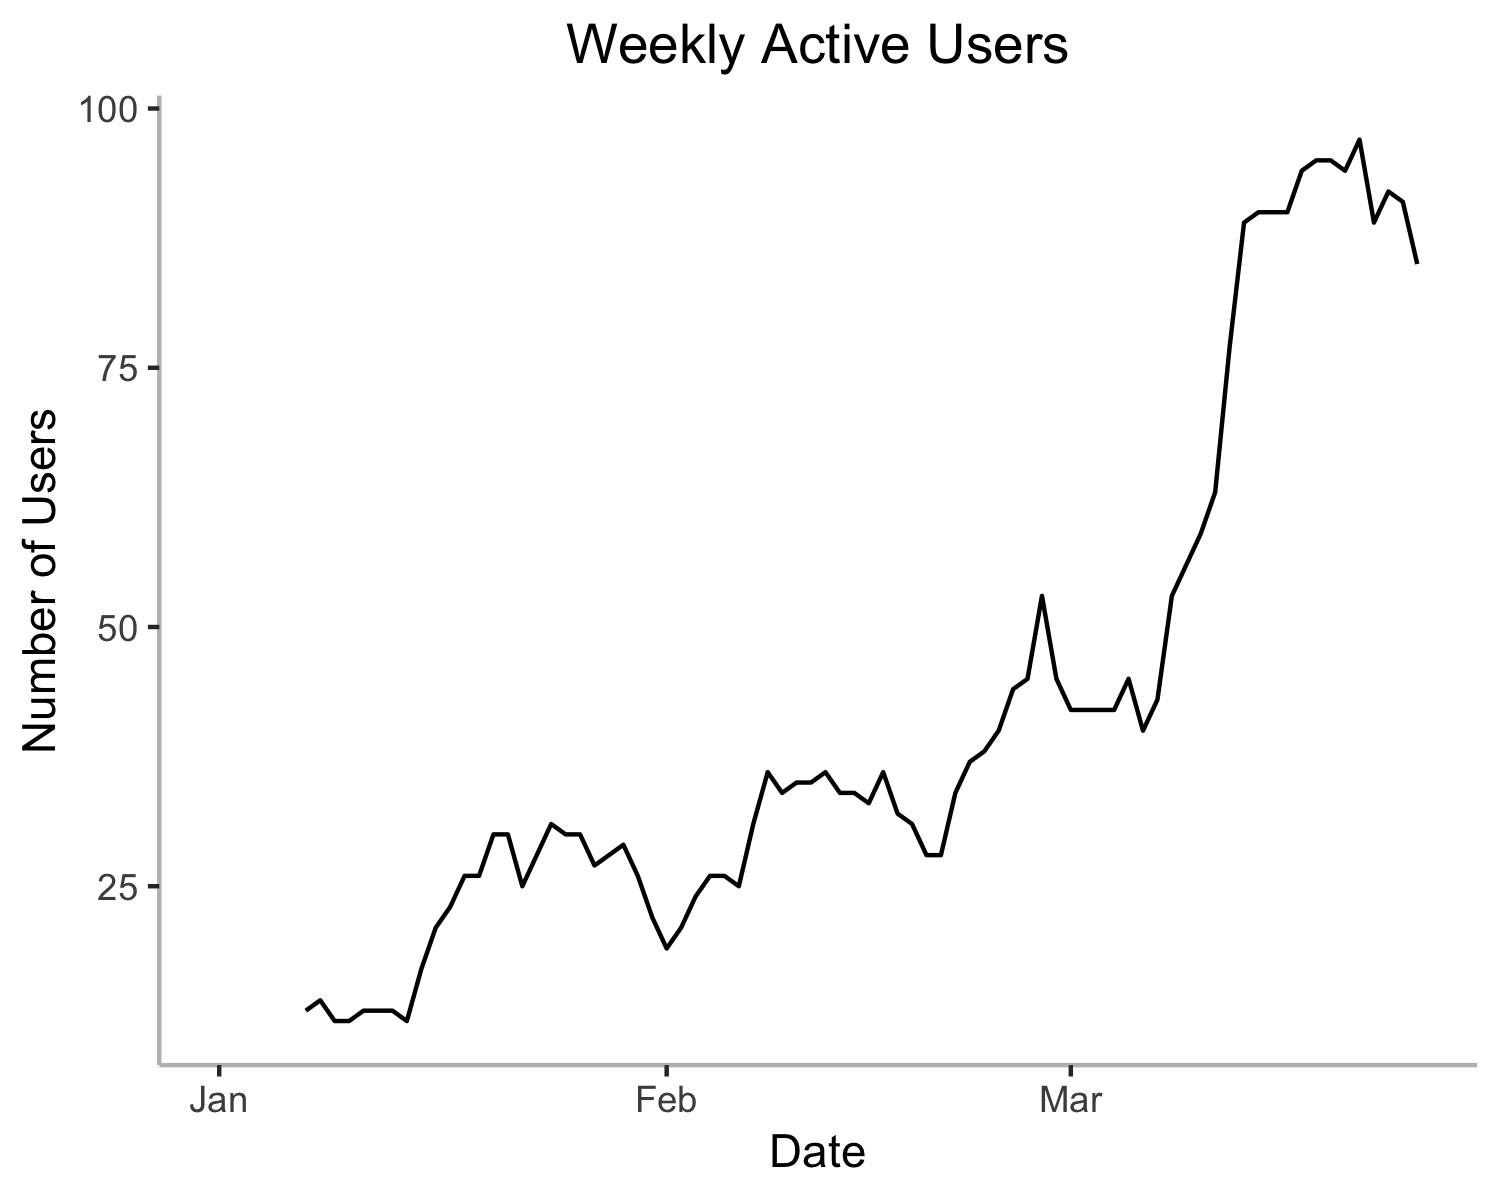 Weekly Active Users
100
75
50
25
Number of Users
Jan Feb Mar
Date